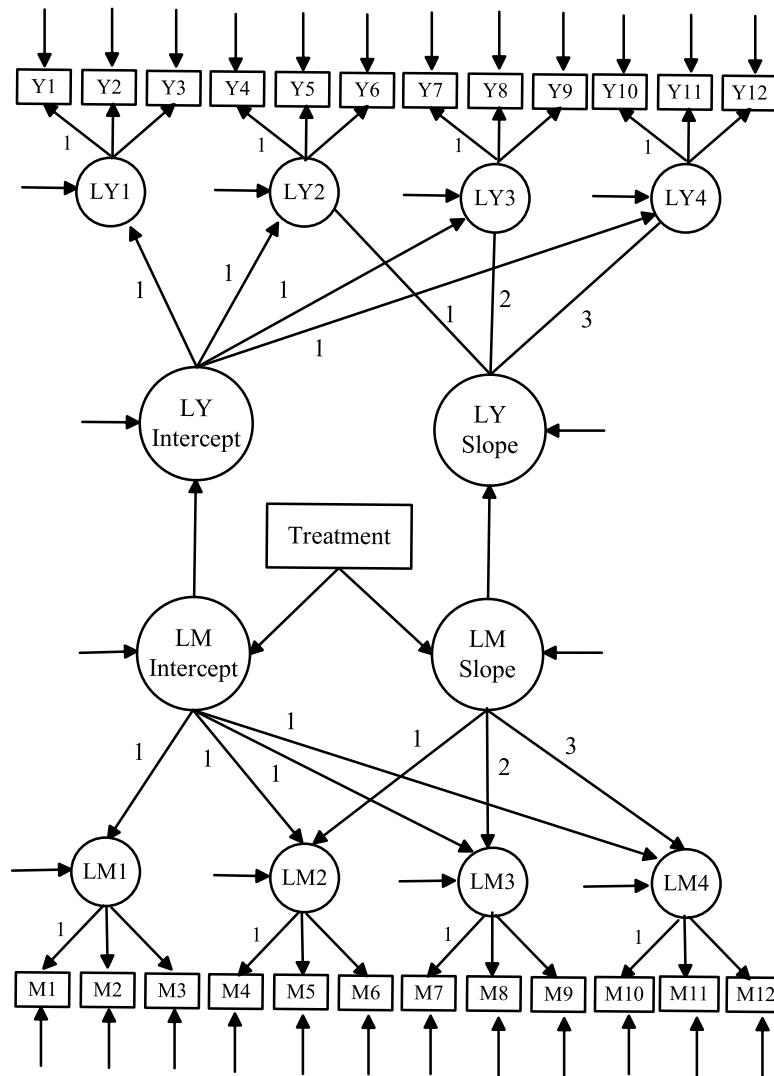 Y1 Y2 Y3 Y4 Y5 Y6 Y7 Y8 Y9 Y10 Y11 Y12
1 1 1 1
LY1 LY2 LY3 LY4
1 1 1 1 1 2 3
LY
Intercept
LY
Slope
Treatment
LM
Intercept
LM
Slope
1 1 1 1 1 2 3
LM1 LM2 LM3 LM4
1 1 1 1
M1 M2 M3 M4 M5 M6 M7 M8 M9 M10 M11 M12